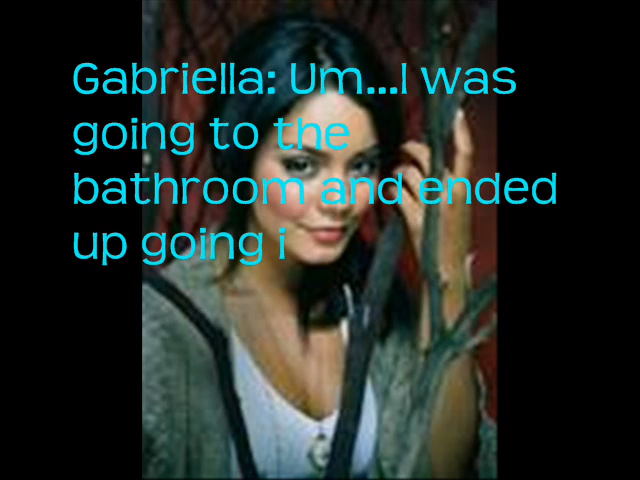 Gabriella: Um...I was
going to the
bathroom and ended
up going i